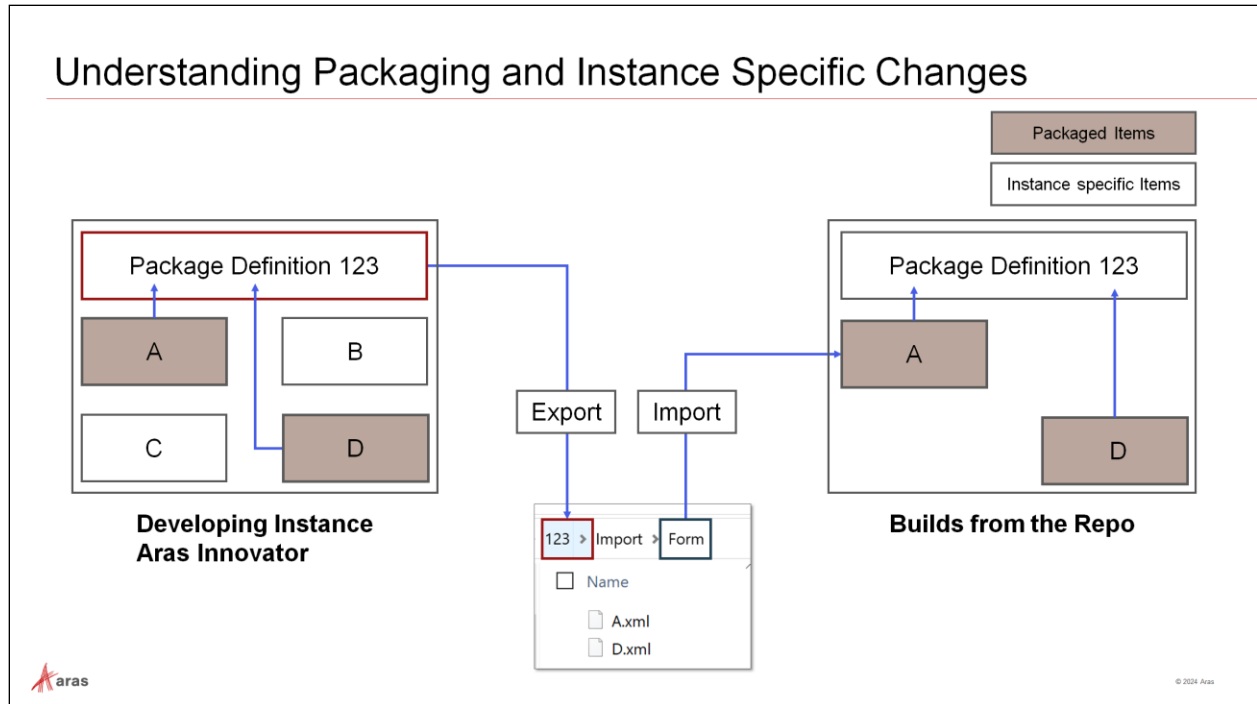 Understanding Packaging and Instance Specific Changes
Packaged Items
Instance specific Items
Package Definition 123
A
B
C
D
Developing Instance
Aras Innovator
Export
Import
123 > Import > Form
Name
A.xml
D.xml
Package Definition 123
A
D
Builds from the Repo
aras
© 2024 Aras